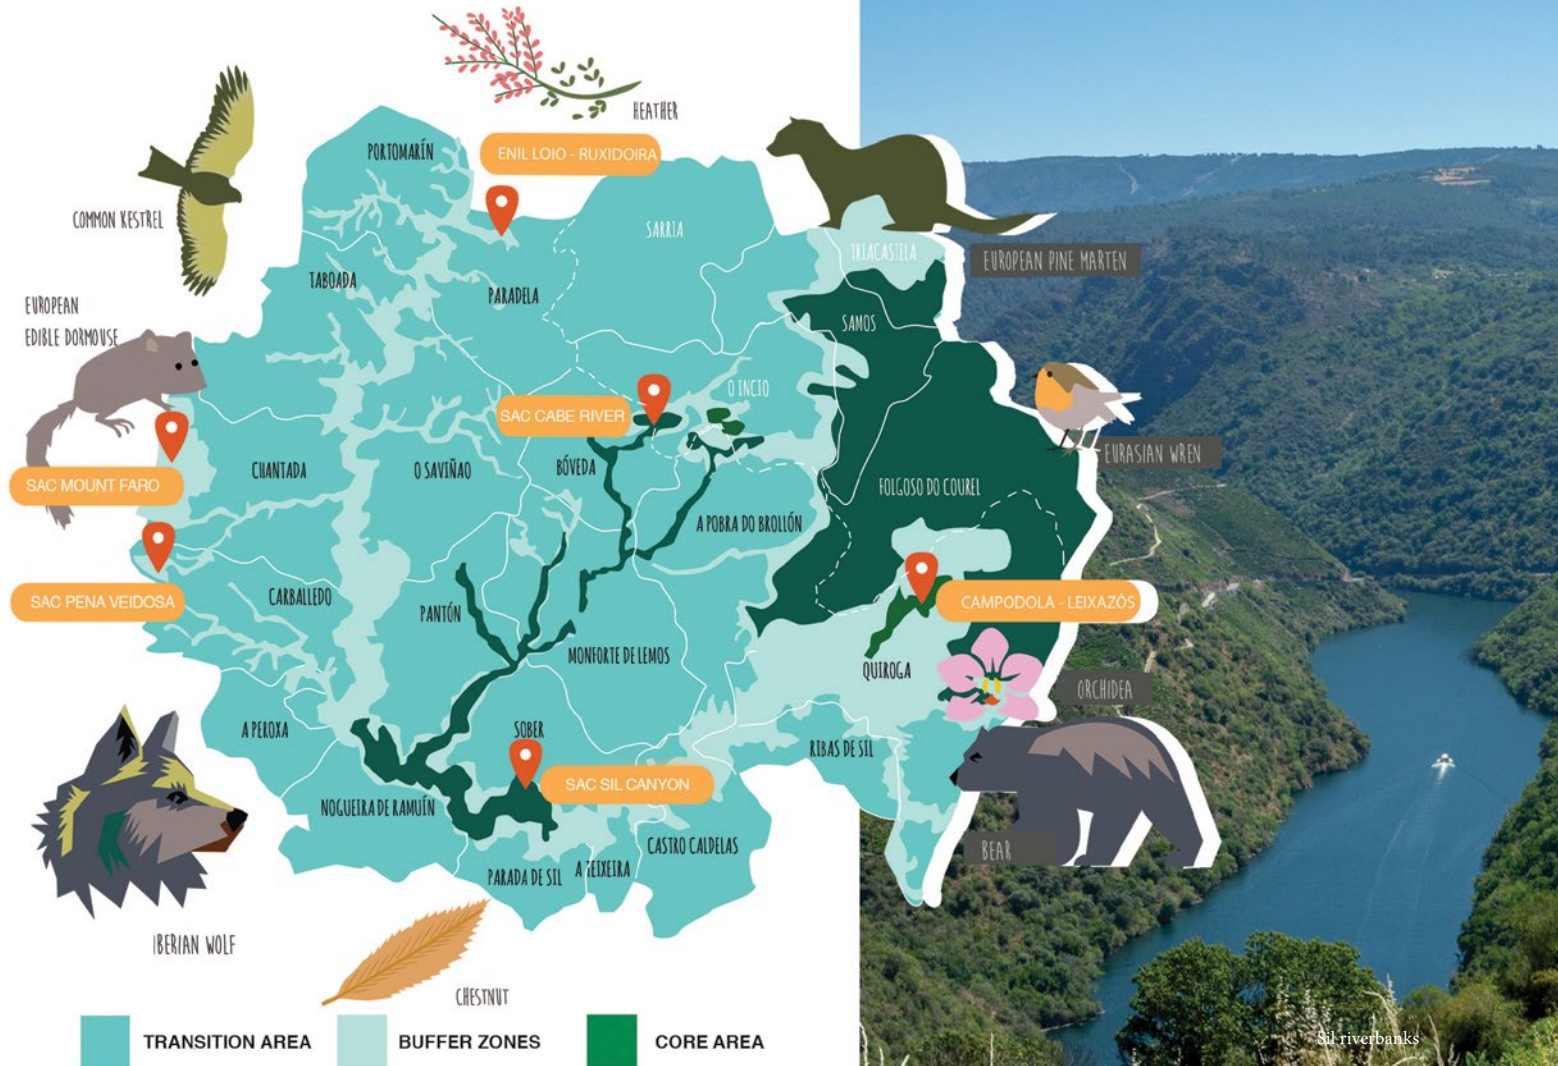 HEATHER
PORTOMARÍN
ENIL LOIO - RUXIDOIRA
COMMON KESTREL
SARRIA
TRIACASTELA
EUROPEAN PINE MARTEN
TABOADA
PARADELA
EUROPEAN
EDIBLE DORMOUSE
SAMOS
O INCIO
SAC CABE RIVER
EURASIAN WREN
CHANTADA
O SAVIÑAO
BÓVEDA
SAC MOUNT FARO
FOLGOSO DO COUREL
A POBRA DO BROLLÓN
SAC PENA VEIDOSA
CARBALLEDO
PANTÓN
CAMPODOLA - LEIXAZÓS
MONFORTE DE LEMOS
QUIROGA
ORCHIDEA
A PEROXA
SOBER
RIBAS DE SIL
SAC SIL CANYON
NOGUEIRA DE RAMUÍN
CASTRO CALDELAS
BEAR
PARADA DE SIL
A TEIXEIRA
IBERIAN WOLF
CHESTNUT
TRANSITION AREA
BUFFER ZONES
CORE AREA
Sil riverbanks